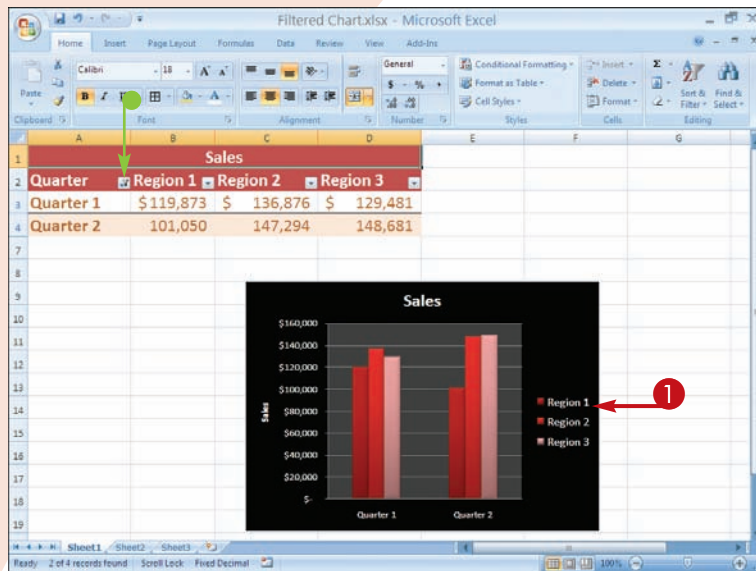 Filtered Chart.xlsx - Microsoft Excel
Home Insert Page Layout Formulas Data Review View Add-Ins
Calibri 18 A A General Conditional Formatting Insert Σ
Paste B I $ % , Format as Table Delete Sort & Find &
Cell Styles Format Filter Select
Clipboard Font Alignment Number Styles Cells Editing
A B C D E F G
1 Sales
2 Quarter Region 1 Region 2 Region 3
3 Quarter 1 $119,873 $ 136,876 $ 129,481
4 Quarter 2 101,050 147,294 148,681
7
8
9
10
11
12
13
14
15
16
17
18
19
Sales
$160,000
$140,000
$120,000
$100,000
$80,000
$60,000
$40,000
$20,000
$-
Sales
Quarter 1 Quarter 2
Region 1
Region 2
Region 3
1
Sheet1 Sheet2 Sheet3
Ready 2 of 4 records found Scroll Lock Fixed Decimal 100%